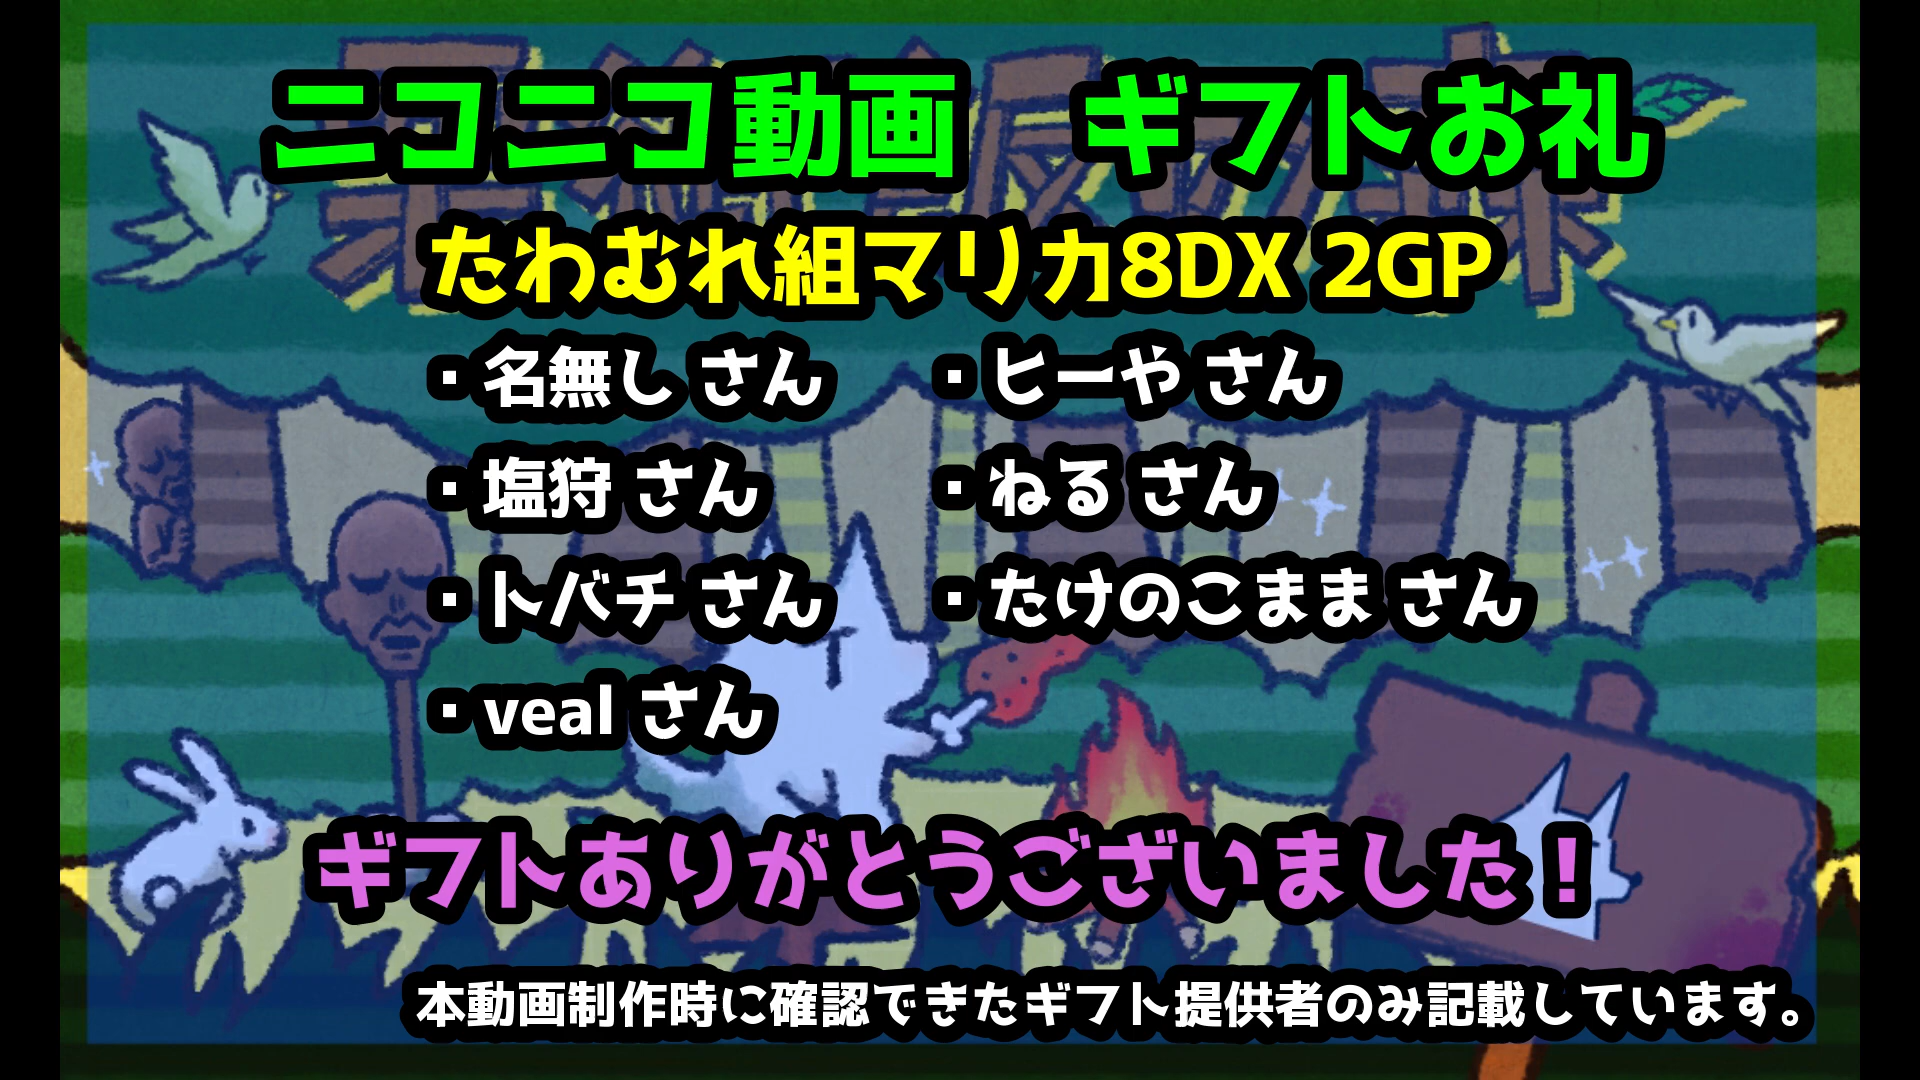 ニコニコ動画　ギフトお礼
たわむれ組マリカ8DX 2GP
・名無し さん
・ヒーや さん
・塩狩 さん
・ねる さん
・トバチ さん
・たけのこままま さん
・veal さん
ギフトありがとうございました！
本動画制作時に確認できたギフト提供者のみ記載しています。